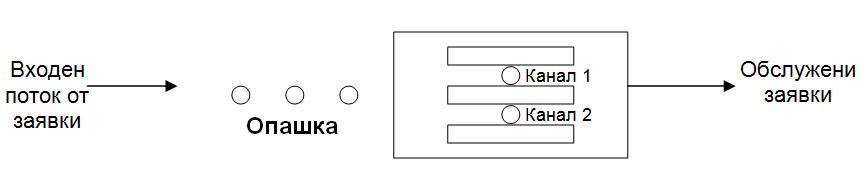 Входен
поток от
заявки
Опашка
Канал 1
Канал 2
Обслужени
заявки